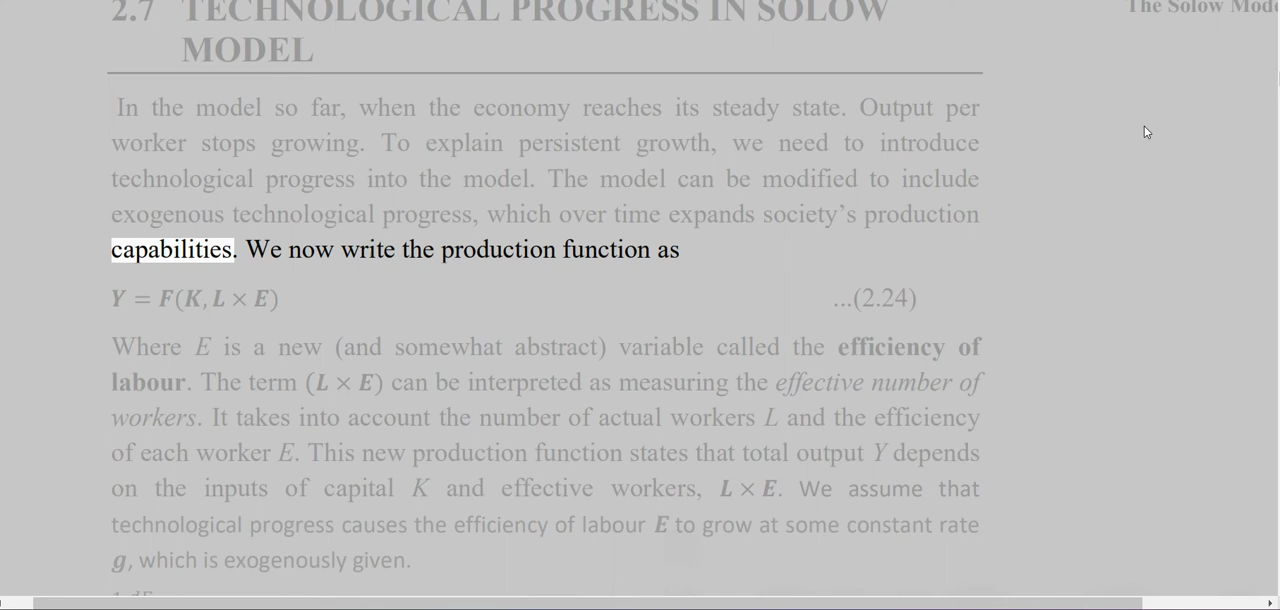 2.7 TECHNOLOGICAL PROGRESS IN SOLOW
The Solow
MODEL
In the model so far, when the economy reaches its steady state. Output per
worker stops growing. To explain persistent growth, we need to introduce
technological progress into the model. The model can be modified to include
exogenous technological progress, which over time expands society’s production
capabilities. We now write the production function as
Y = F(K, L × E) ...(2.24)
Where E is a new (and somewhat abstract) variable called the efficiency of
labour. The term (L × E) can be interpreted as measuring the effective number of
workers. It takes into account the number of actual workers L and the efficiency
of each worker E. This new production function states that total output Y depends
on the inputs of capital K and effective workers, L × E. We assume that
technological progress causes the efficiency of labour E to grow at some constant rate
g, which is exogenously given.